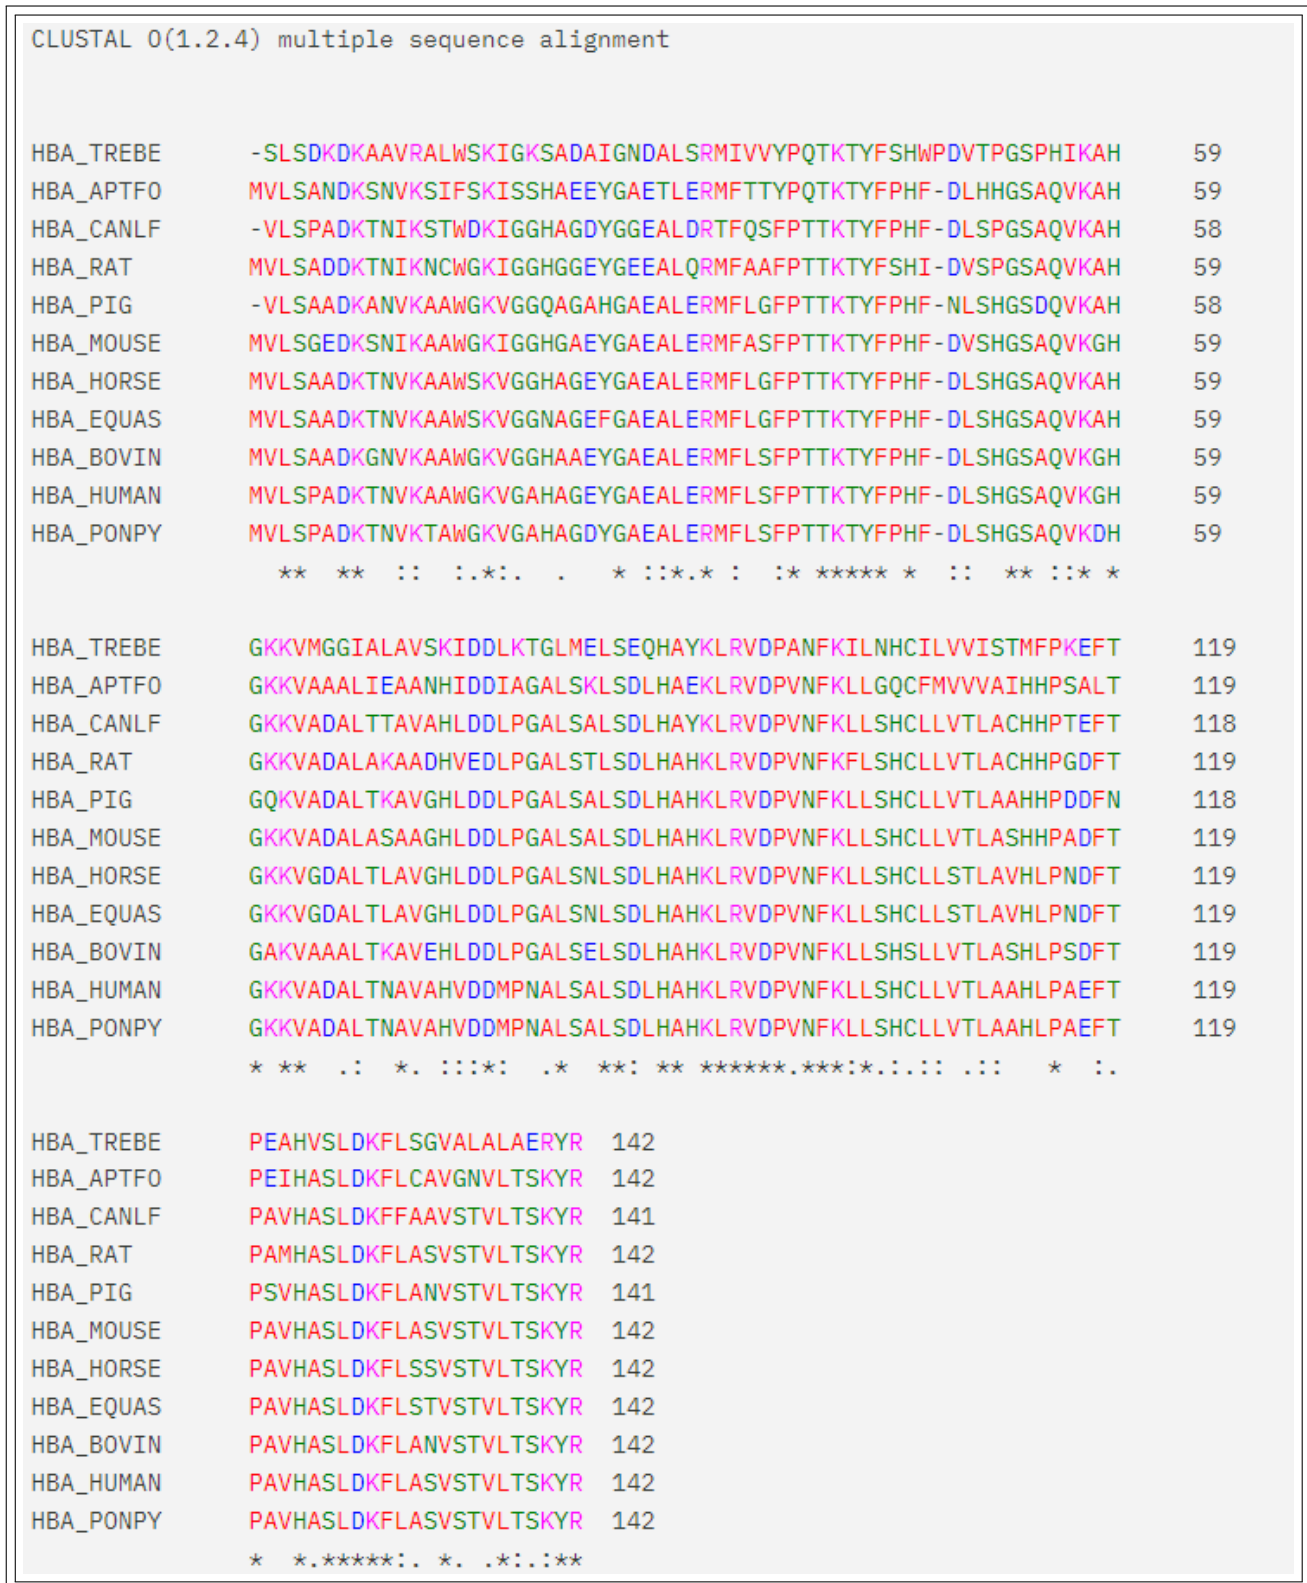 CLUSTAL O(1.2.4) multiple sequence alignment
HBA_TREBE -SLSDKDKAAVRALWSKIGKSADAIGNDALSRMIVVYPQTKTYFSHWPDVTPGSPHIKAH 59
HBA_APTFO MVLSANDKSNVKSIFSKISSHAEEYGAETLERMFTTYPQTKTYFPHF-DLHHGSAQVKAH 59
HBA_CANLF -VLSPADKTNIKSTWDKIGGHAGDYGGEALDRTFQSFPTTKTYFPHF-DLSPGSAQVKAH 58
HBA_RAT MVLSADDKTNIKNCWGKIGGHGGEYGEEALQRMFAAFPTTKTYFSHI-DVSPGSAQVKAH 59
HBA_PIG -VLSAADKANVKAAWGKVGGQAGAHGAEALERMFLGFPTTKTYFPHF-NLSHGSDQVKAH 58
HBA_MOUSE MVLSGEDKSNIKAAWGKIGGHGAEYGAEALERMFASFPTTKTYFPHF-DVSHGSAQVKGH 59
HBA_HORSE MVLSAADKTNVKAAWSKVGGHAGEYGAEALERMFLGFPTTKTYFPHF-DLSHGSAQVKAH 59
HBA_EQUAS MVLSAADKTNVKAAWSKVGGNAGEFGAEALERMFLGFPTTKTYFPHF-DLSHGSAQVKAH 59
HBA_BOVIN MVLSAADKGNVKAAWGKVGGHAAEYGAEALERMFLSFPTTKTYFPHF-DLSHGSAQVKGH 59
HBA_HUMAN MVLSPADKTNVKAAWGKVGAHAGEYGAEALERMFLSFPTTKTYFPHF-DLSHGSAQVKGH 59
HBA_PONPY MVLSPADKTNVKTAWGKVGAHAGDYGAEALERMFLSFPTTKTYFPHF-DLSHGSAQVKDH 59
** ** :: :.*:. . * ::*.* : :* ***** * :: ** ::* *
HBA_TREBE GKKVMGGIALAVSKIDDLKTGLMELSEQHAYKLRVDPANFKILNHCILVVISTMFPKEFT 119
HBA_APTFO GKKVAAALIEAANHIDDIAGALSKLSDLHAEKLRVDPVNFKLLGQCFMVVVAIHHPSALT 119
HBA_CANLF GKKVADALTTAVAHLDDLPGALSALSDLHAYKLRVDPVNFKLLSHCLLVTLACHHPTEFT 118
HBA_RAT GKKVADALAKAADHVEDLPGALSTLSDLHAHKLRVDPVNFKFLSHCLLVTLACHHPGDFT 119
HBA_PIG GQKVADALTKAVGHLDDLPGALSALSDLHAHKLRVDPVNFKLLSHCLLVTLAAHHPDDFN 118
HBA_MOUSE GKKVADALASAAGHLDDLPGALSALSDLHAHKLRVDPVNFKLLSHCLLVTLASHHPADFT 119
HBA_HORSE GKKVGDALTLAVGHLDDLPGALSNLSDLHAHKLRVDPVNFKLLSHCLLSTLAVHLPNDFT 119
HBA_EQUAS GKKVGDALTLAVGHLDDLPGALSNLSDLHAHKLRVDPVNFKLLSHCLLSTLAVHLPNDFT 119
HBA_BOVIN GAKVAAALTKAVEHLDDLPGALSELSDLHAHKLRVDPVNFKLLSHSLLVTLASHLPSDFT 119
HBA_HUMAN GKKVADALTNAVAHVDDMPNALSALSDLHAHKLRVDPVNFKLLSHCLLVTLAAHLPAEFT 119
HBA_PONPY GKKVADALTNAVAHVDDMPNALSALSDLHAHKLRVDPVNFKLLSHCLLVTLAAHLPAEFT 119
* ** .: *. :::*: .* **: ** ******.***:*.:.:: .:: * :.
HBA_TREBE PEAHVSLDKFLSGVALALAERYR 142
HBA_APTFO PEIHASLDKFLCAVGNVLTSKYR 142
HBA_CANLF PAVHASLDKFFAAVSTVLTSKYR 141
HBA_RAT PAMHASLDKFLASVSTVLTSKYR 142
HBA_PIG PSVHASLDKFLANVSTVLTSKYR 141
HBA_MOUSE PAVHASLDKFLASVSTVLTSKYR 142
HBA_HORSE PAVHASLDKFLSSVSTVLTSKYR 142
HBA_EQUAS PAVHASLDKFLSTVSTVLTSKYR 142
HBA_BOVIN PAVHASLDKFLANVSTVLTSKYR 142
HBA_HUMAN PAVHASLDKFLASVSTVLTSKYR 142
HBA_PONPY PAVHASLDKFLASVSTVLTSKYR 142
* *.*****:. *. .*:.:**